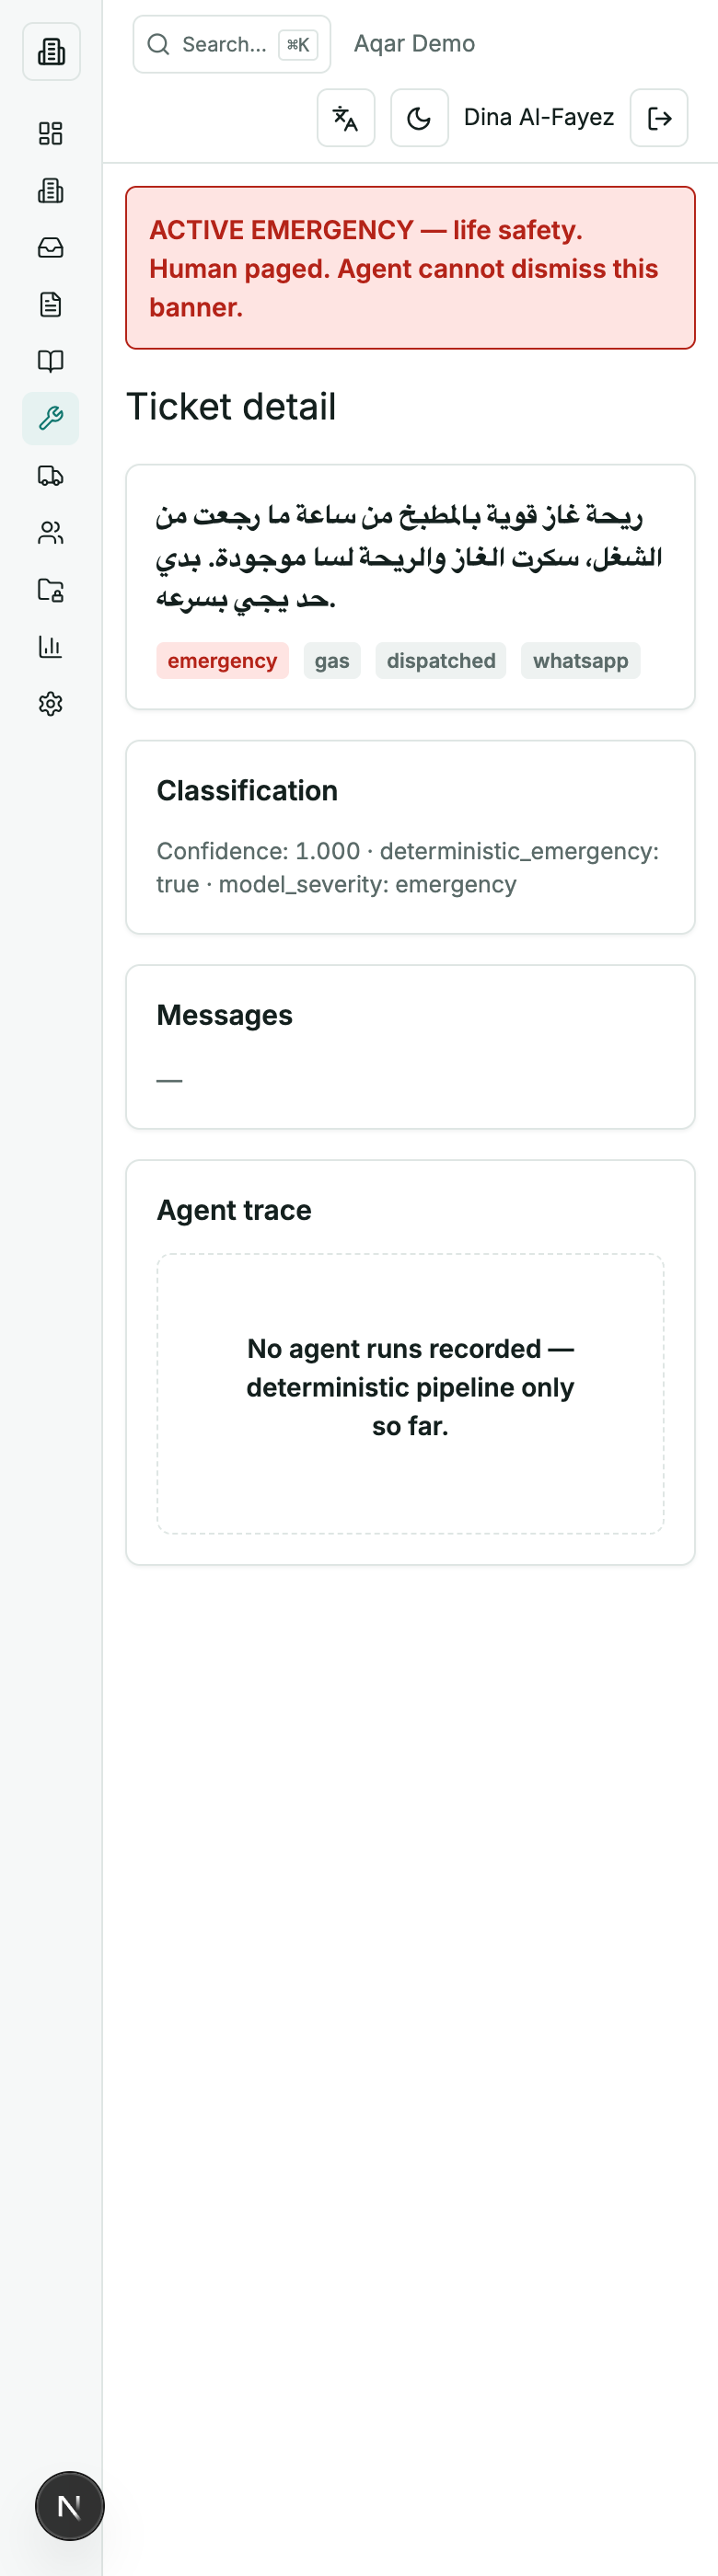 Search... ⌘K Aqar Demo
Dina Al-Fayez
ACTIVE EMERGENCY — life safety.
Human paged. Agent cannot dismiss this
banner.
Ticket detail
ريحة غاز قوية بالمطبخ من ساعة ما رجعت من
الشغل، سكرت الغاز والريحة لسا موجودة. بدي
حد يجي بسرعه.
emergency gas dispatched whatsapp
Classification
Confidence: 1.000 · deterministic_emergency:
true · model_severity: emergency
Messages
—
Agent trace
No agent runs recorded —
deterministic pipeline only
so far.
N